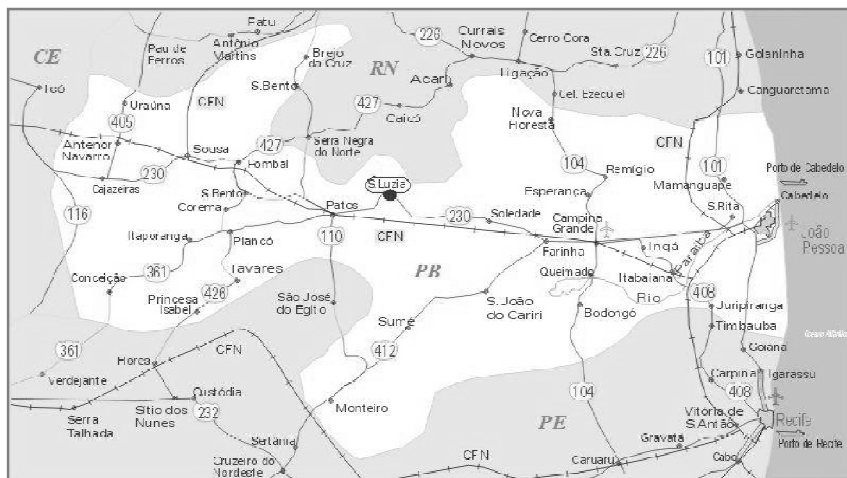 Patu
CE
Pau de
Ferros
Antônio
Martins
Brejo
da Cruz
RN
226
Currais
Novos
Cerro Cora
Sta. Cruz
226
101
Goianinha
Icó
Uraúna
CFN
S.Bento
Acari
Ligação
Cel. Ezequiel
Canguaretama
427
Caicó
Nova
Floresta
405
Antenor
Navarro
Sousa
427
Serra Negra
do Norte
CFN
Pombal
104
Remígio
101
Porto de Cabedelo
230
Cajazeiras
S.Luzia
Mamanguape
Cabedelo
S.Bento
Esperança
S.Rita
116
Corema
Patos
230
Soledade
Campina
Grande
João
Pessoa
Itaporanga
Piancó
110
CFN
Farinha
Ingá
Paraíba
PB
Queimado
Itabaiana
Conceição
361
Tavares
426
Rio
408
Princesa
Isabel
São José
do Egito
S. João
do Cariri
Bodongó
Juripiranga
Sumé
Timbauba
361
Flores
CFN
412
Goiana
Verdejante
Custódia
104
Carpina
Igarassu
408
Serra
Talhada
Sítio dos
Nunes
232
Monteiro
PE
Vitória de
S.Antão
Recife
Sertânia
Gravatá
Porto de Recife
Cruzeiro do
Nordeste
CFN
Caruaru
Cabo